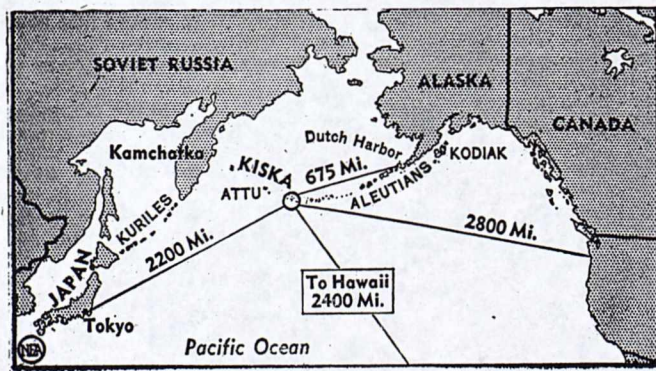 SOVIET RUSSIA
ALASKA
CANADA
Kamchatka
Dutch Harbor
KODIAK
KISKA
675 Mi.
ATTU
ALEUTIANS
KURILES
2200 Mi.
2800 Mi.
JAPAN
To Hawaii
2400 Mi.
Tokyo
Pacific Ocean
NEA